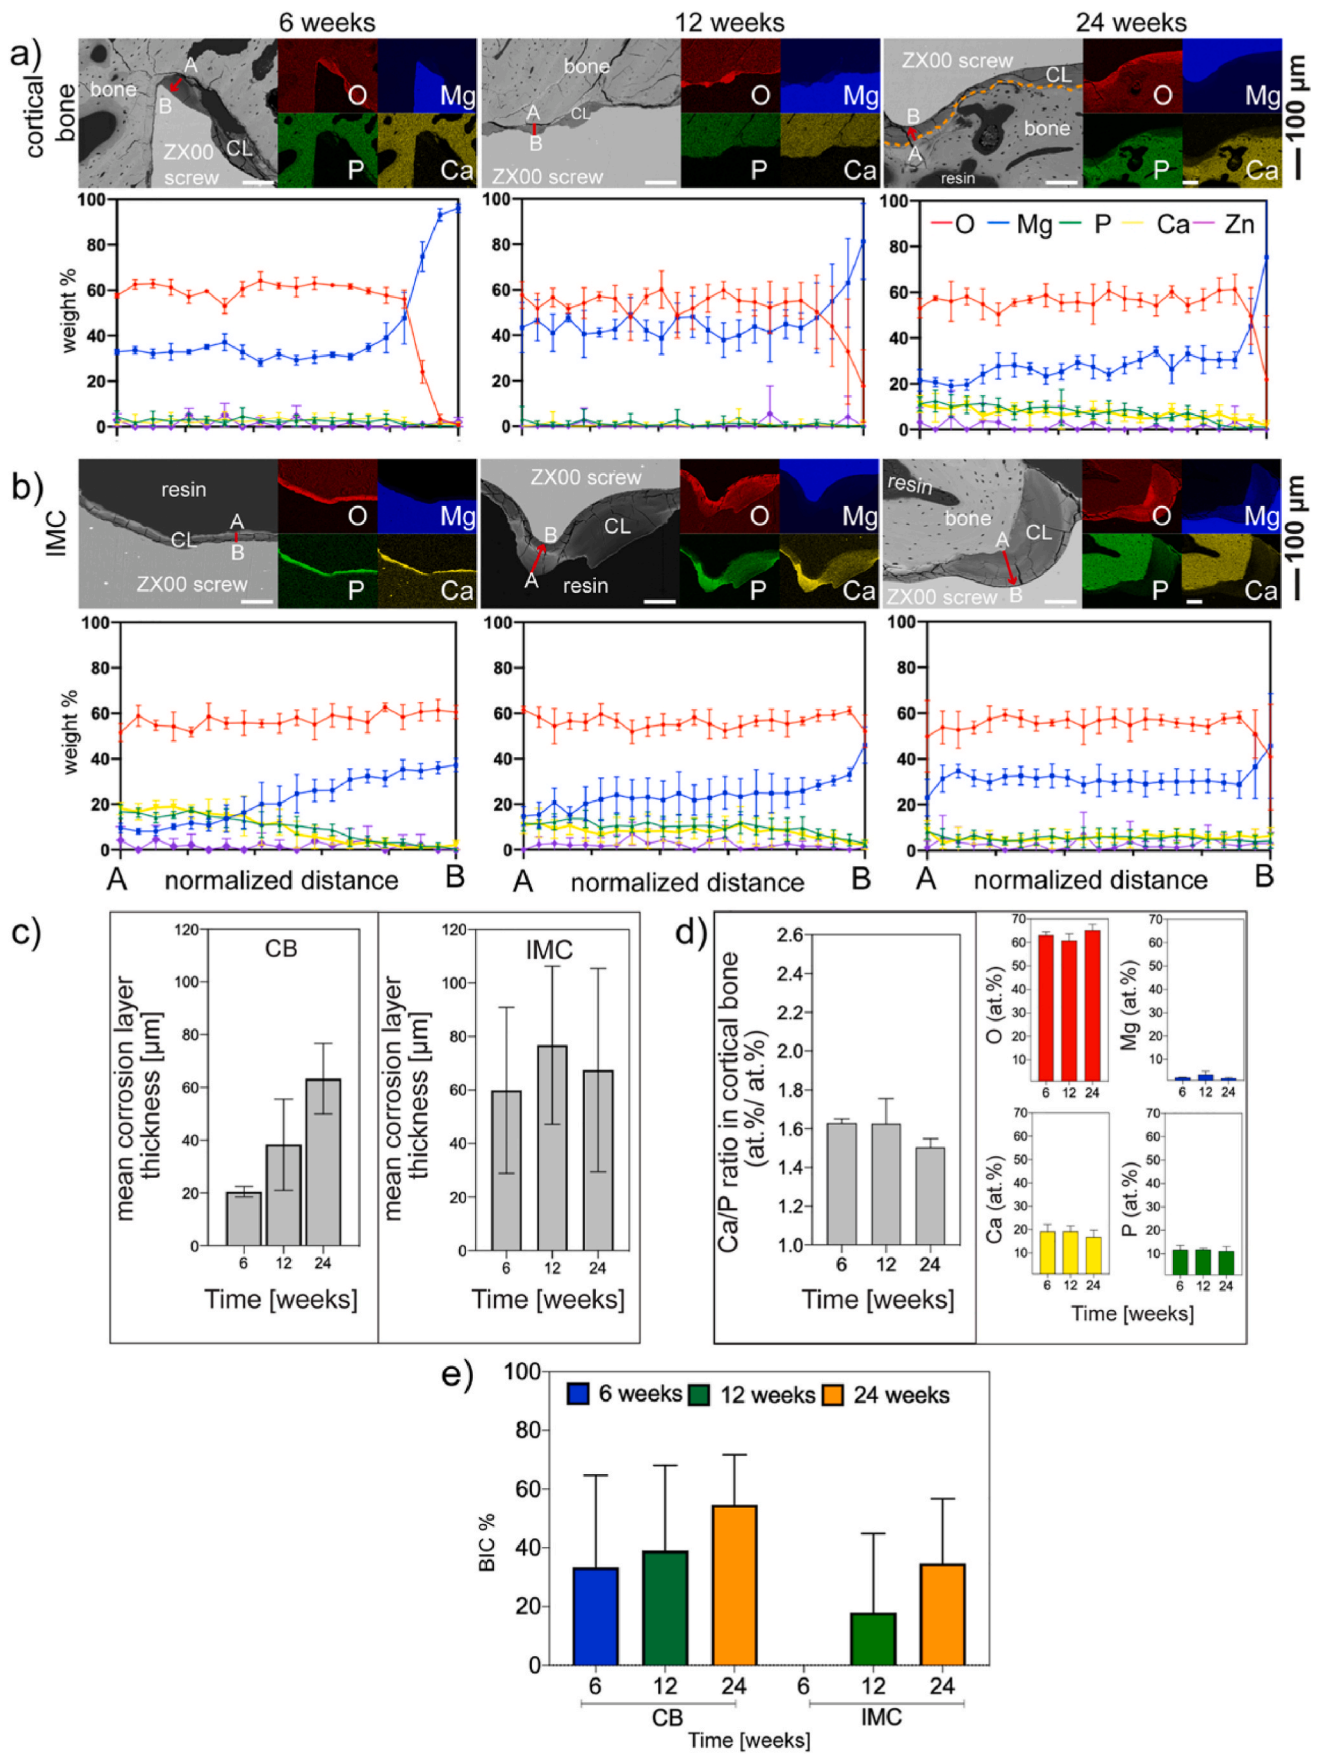 6 weeks 12 weeks 24 weeks
a)
cortical
bone
bone A B ZX00 screw CL O Mg P Ca
bone A B CL ZX00 screw O Mg P Ca
ZX00 screw CL B A bone resin O Mg P Ca
100 µm
weight %
100 80 60 40 20 0
100 80 60 40 20 0
100 80 60 40 20 0
O Mg P Ca Zn
b)
IMC
resin CL A B ZX00 screw O Mg P Ca
ZX00 screw B CL A resin O Mg P Ca
resin bone CL A ZX00 screw B O Mg P Ca
100 µm
weight %
100 80 60 40 20 0
100 80 60 40 20 0
100 80 60 40 20 0
A normalized distance B
A normalized distance B
A normalized distance B
c)
CB
mean corrosion layer
thickness [µm]
120 100 80 60 40 20 0
6 12 24
Time [weeks]
IMC
mean corrosion layer
thickness [µm]
120 100 80 60 40 20 0
6 12 24
Time [weeks]
d)
Ca/P ratio in cortical bone
(at.%/ at.%)
2.6 2.4 2.2 2.0 1.8 1.6 1.4 1.2 1.0
6 12 24
Time [weeks]
O (at.%)
70 60 50 40 30 20 10
6 12 24
Mg (at.%)
70 60 50 40 30 20 10
6 12 24
Ca (at.%)
70 60 50 40 30 20 10
6 12 24
P (at.%)
70 60 50 40 30 20 10
6 12 24
Time [weeks]
e)
6 weeks 12 weeks 24 weeks
BIC %
100 80 60 40 20 0
6 12 24 6 12 24
CB IMC
Time [weeks]